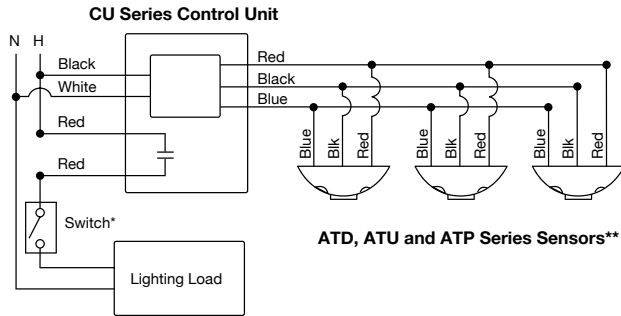 CU Series Control Unit
N H
Black
White
Red
Red
Red
Black
Blue
Blue
Blk
Red
Blue
Blk
Red
Blue
Blk
Red
Switch*
Lighting Load
ATD, ATU and ATP Series Sensors**